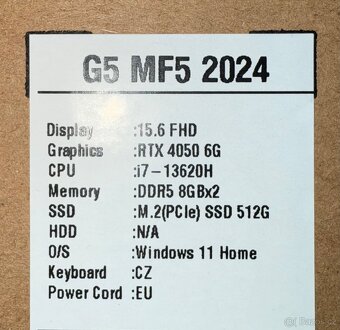 G5 MF5 2024
Display :15.6 FHD
Graphics :RTX 4050 6G
CPU :i7-13620H
Memory :DDR5 8GBx2
SSD :M.2(PCIe) SSD 512G
HDD :N/A
O/S :Windows 11 Home
Keyboard :CZ
Power Cord :EU